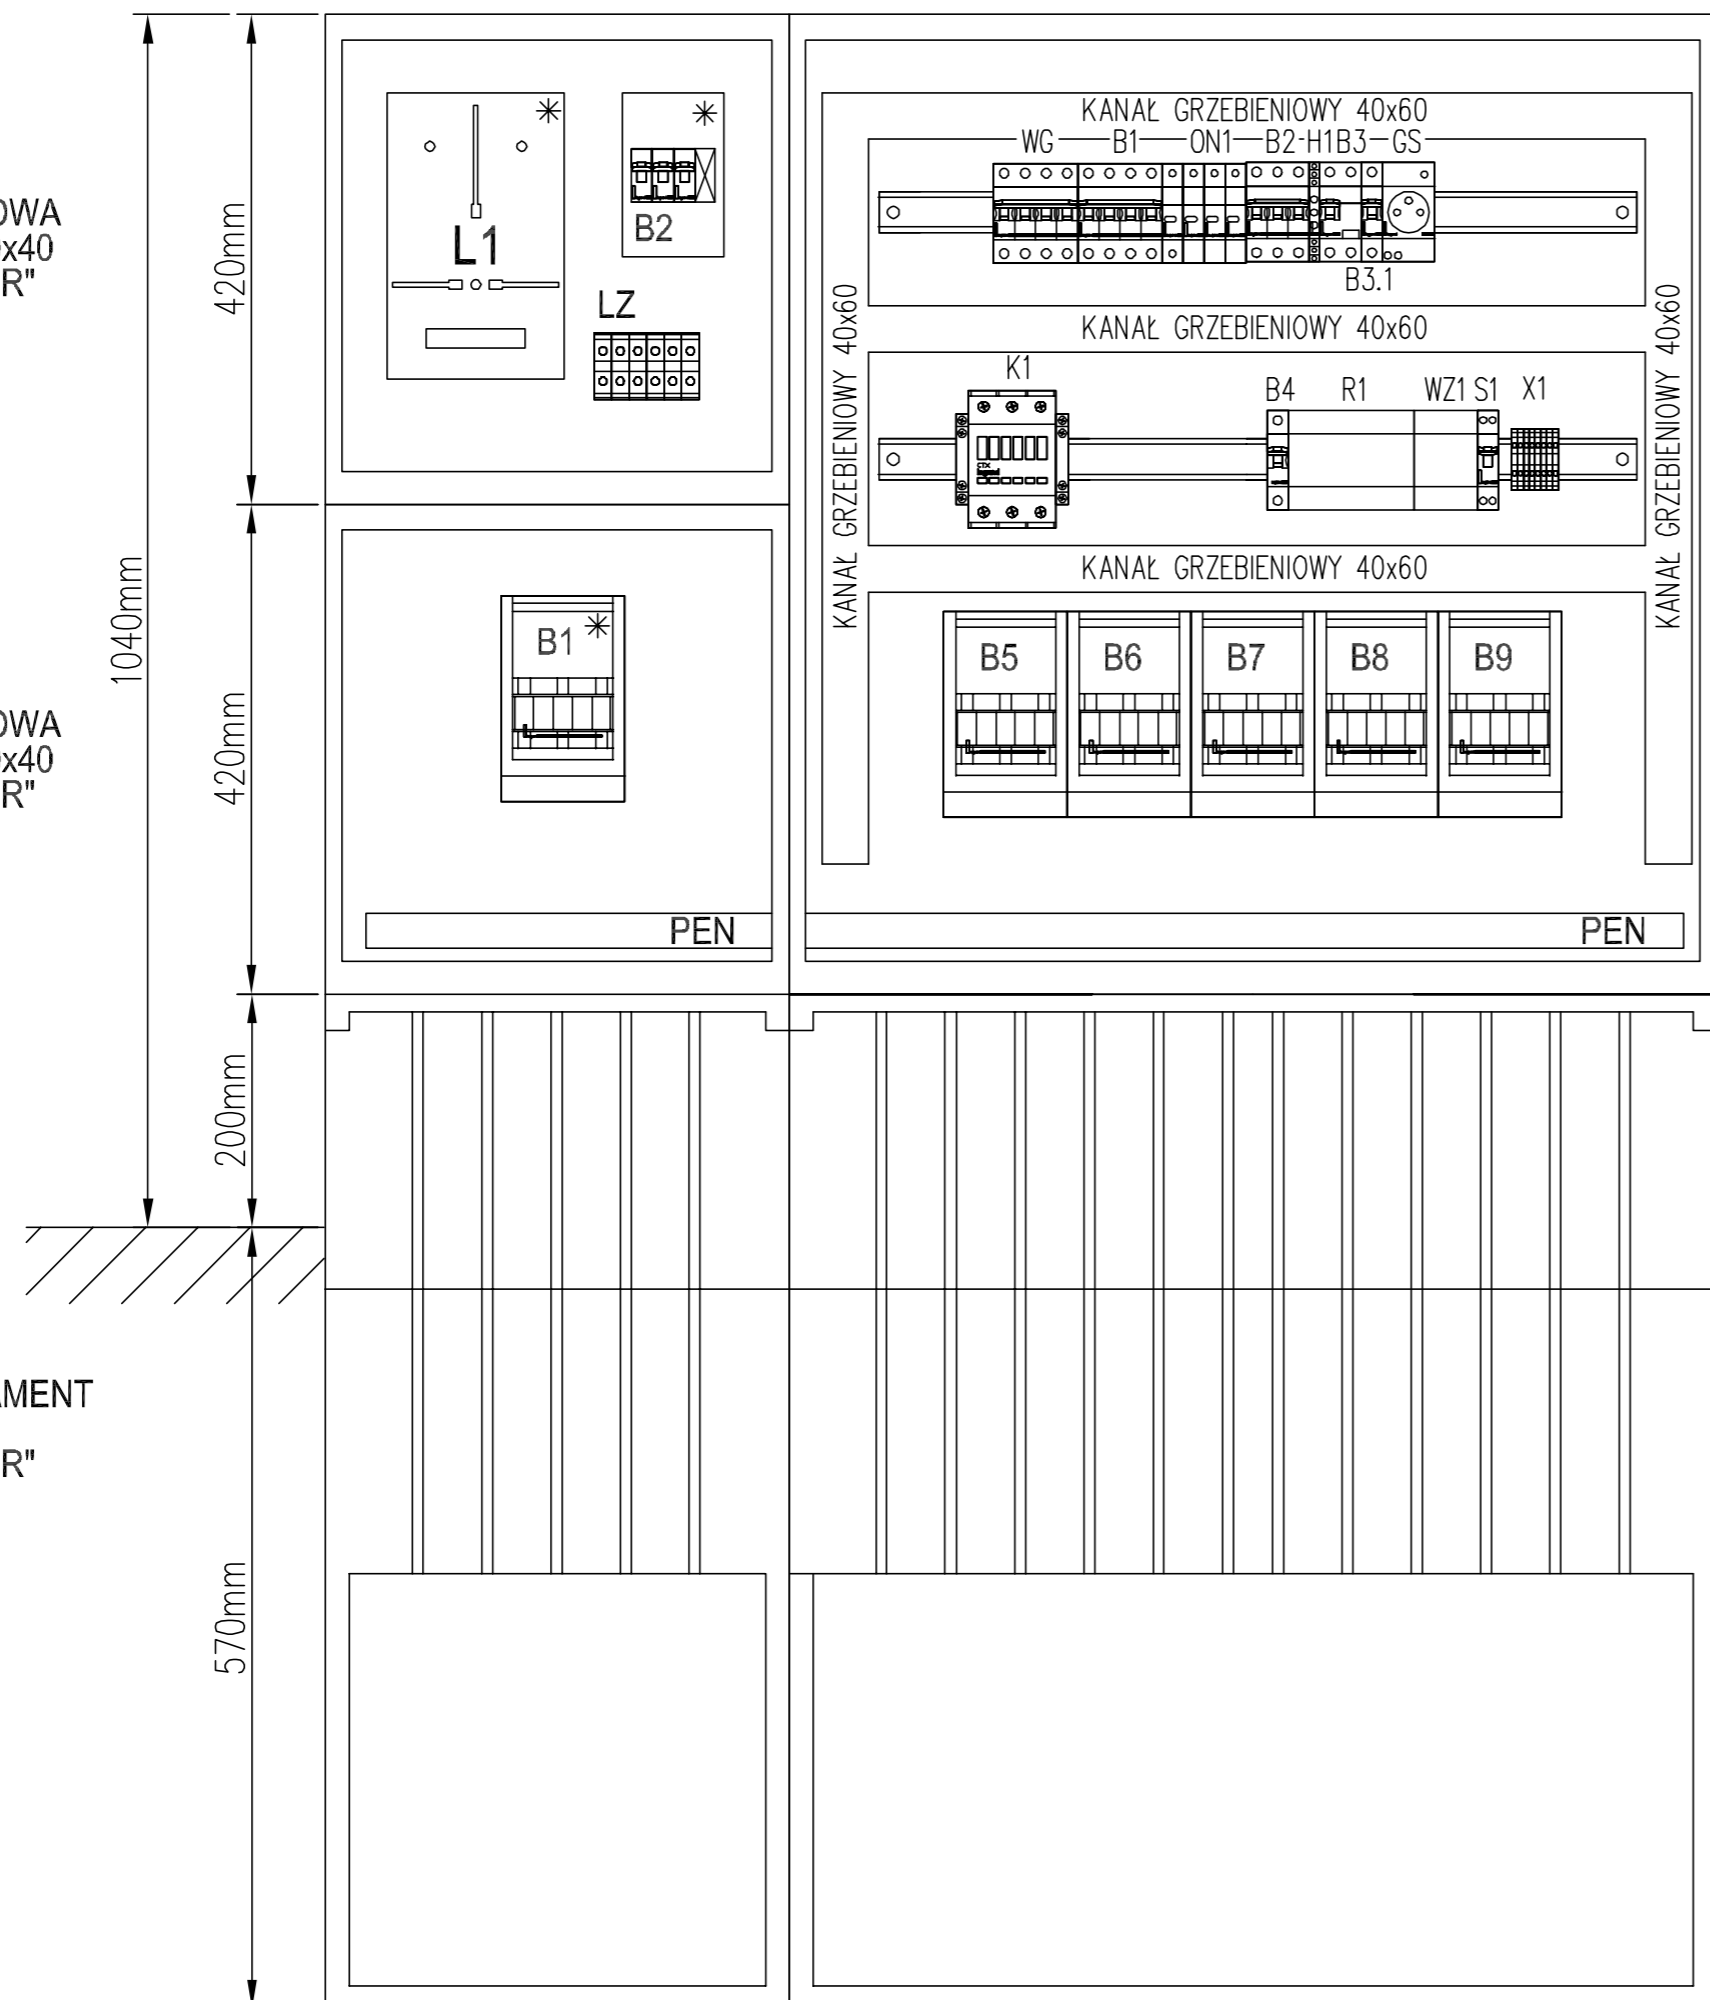 KANAŁ GRZEBIENIOWY 40x60
WG B1 ON1 B2-H1B3-GS
B3.1
L1
B2
LZ
OWA
x40
R"
420mm
KANAŁ GRZEBIENIOWY 40x60
KANAŁ GRZEBIENIOWY 40x60
KANAŁ GRZEBIENIOWY 40x60
K1
B4 R1 WZ1 S1 X1
CTX
KANAŁ GRZEBIENIOWY 40x60
1040mm
OWA
x40
R"
420mm
B1
B5 B6 B7 B8 B9
PEN
PEN
200mm
AMENT
R"
570mm